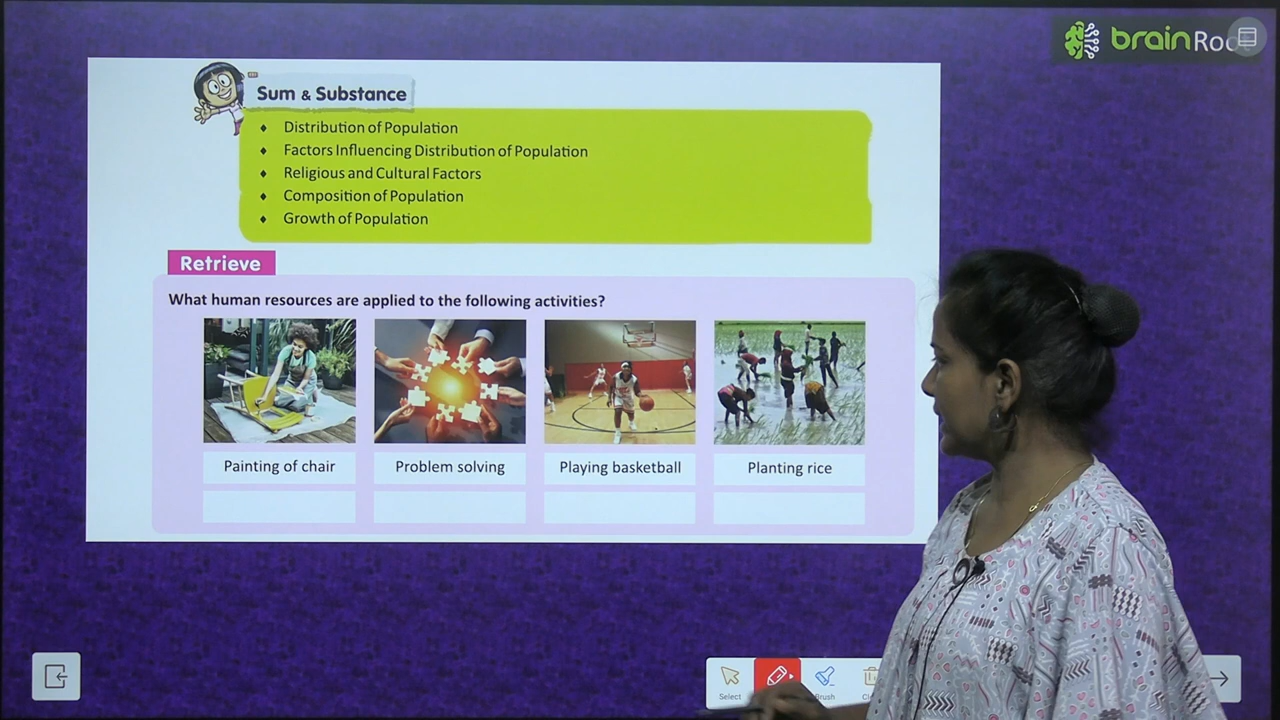 brain
Sum & Substance
♦ Distribution of Population
♦ Factors Influencing Distribution of Population
♦ Religious and Cultural Factors
♦ Composition of Population
♦ Growth of Population
Retrieve
What human resources are applied to the following activities?
Painting of chair
Problem solving
Playing basketball
Planting rice
Select